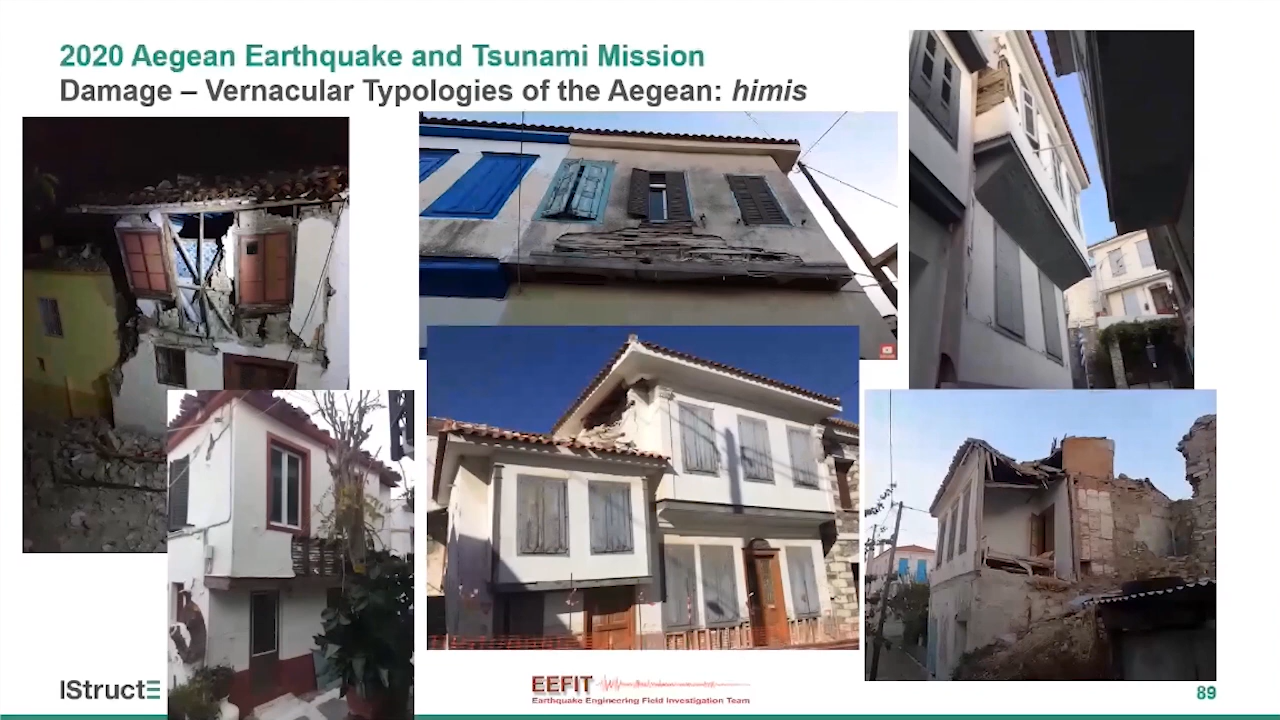 2020 Aegean Earthquake and Tsunami Mission
Damage – Vernacular Typologies of the Aegean: himis
IStructE
EEFIT
Earthquake Engineering Field Investigation Team
89